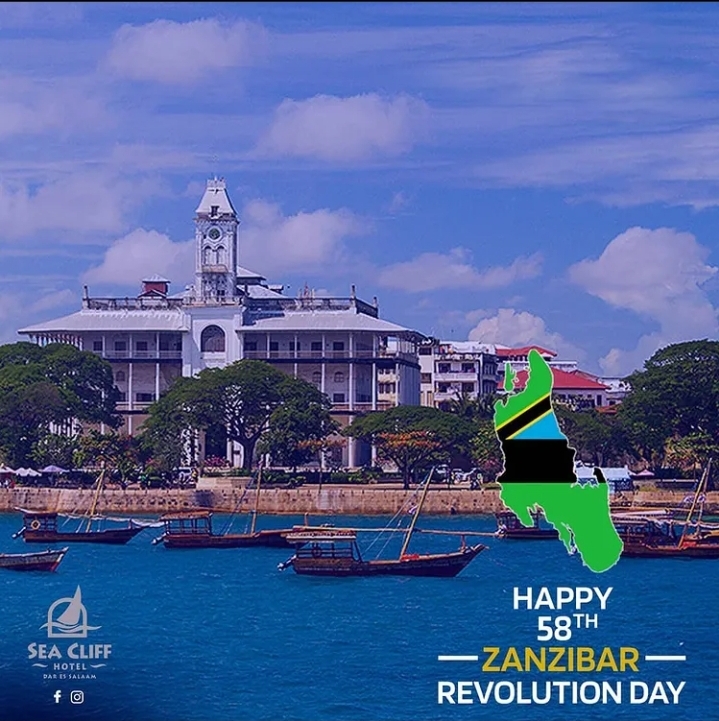 SEA CLIFF
HOTEL
DAR ES SALAAM
HAPPY
58TH
ZANZIBAR
REVOLUTION DAY